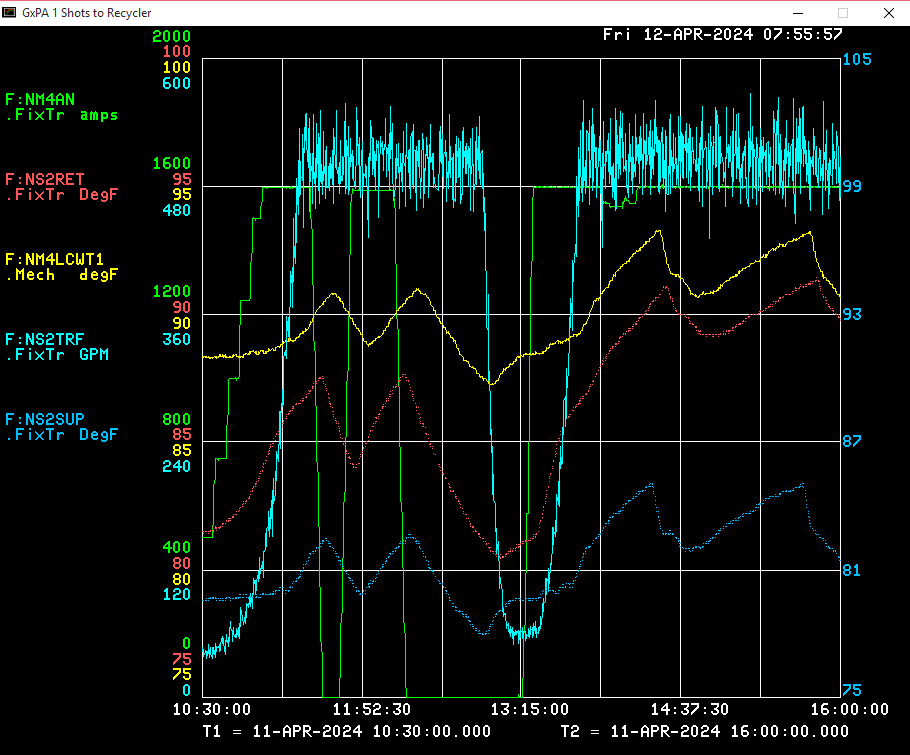 GxPA 1 Shots to Recycler
Fri 12-APR-2024 07:55:57
2000
100
100
600
105
F:NM4AN
.FixTr amps
1600
95
95
480
99
F:NS2RET
.FixTr DegF
F:NM4LCWT1
.Mech degF
1200
90
90
360
93
F:NS2TRF
.FixTr GPM
800
85
85
240
87
F:NS2SUP
.FixTr DegF
400
80
80
120
81
0
75
75
0
75
10:30:00 11:52:30 13:15:00 14:37:30 16:00:00
T1 = 11-APR-2024 10:30:00.000 T2 = 11-APR-2024 16:00:00.000